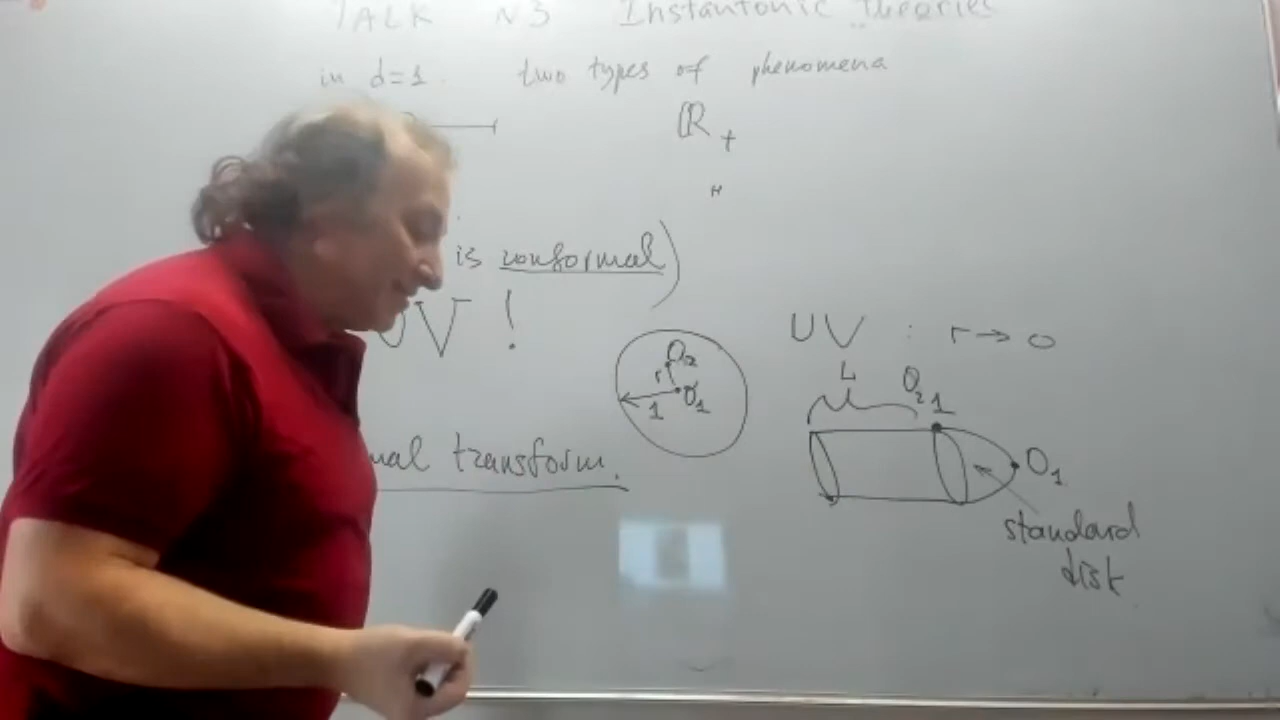 TALK N3 Instantonic Theories
in d=1 two types of phenomena
ℝ+
is conformal)
UV !
UV : r → 0
O2
r
O1
1
L
O2 1
O1
mal transform.
standard
disk